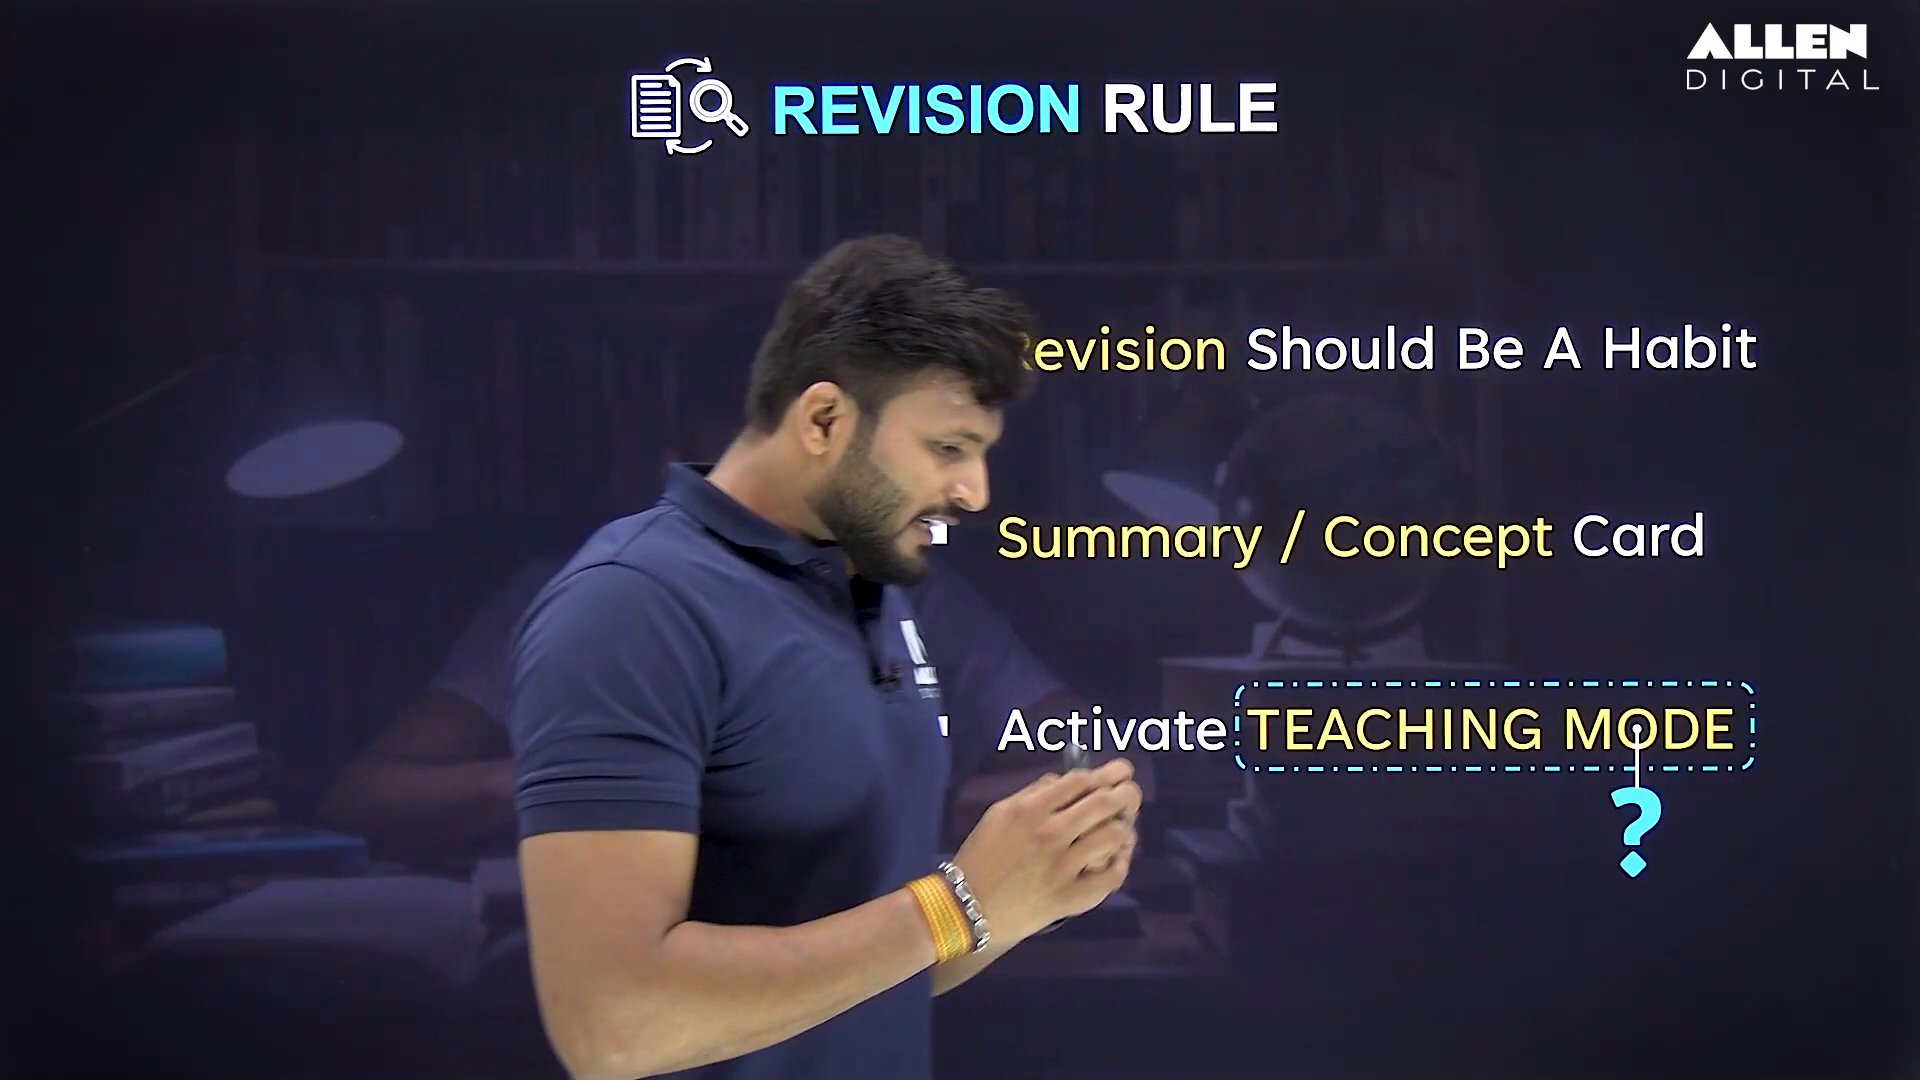 ALLEN
DIGITAL
REVISION RULE
evision Should Be A Habit
Summary / Concept Card
Activate TEACHING MODE
?